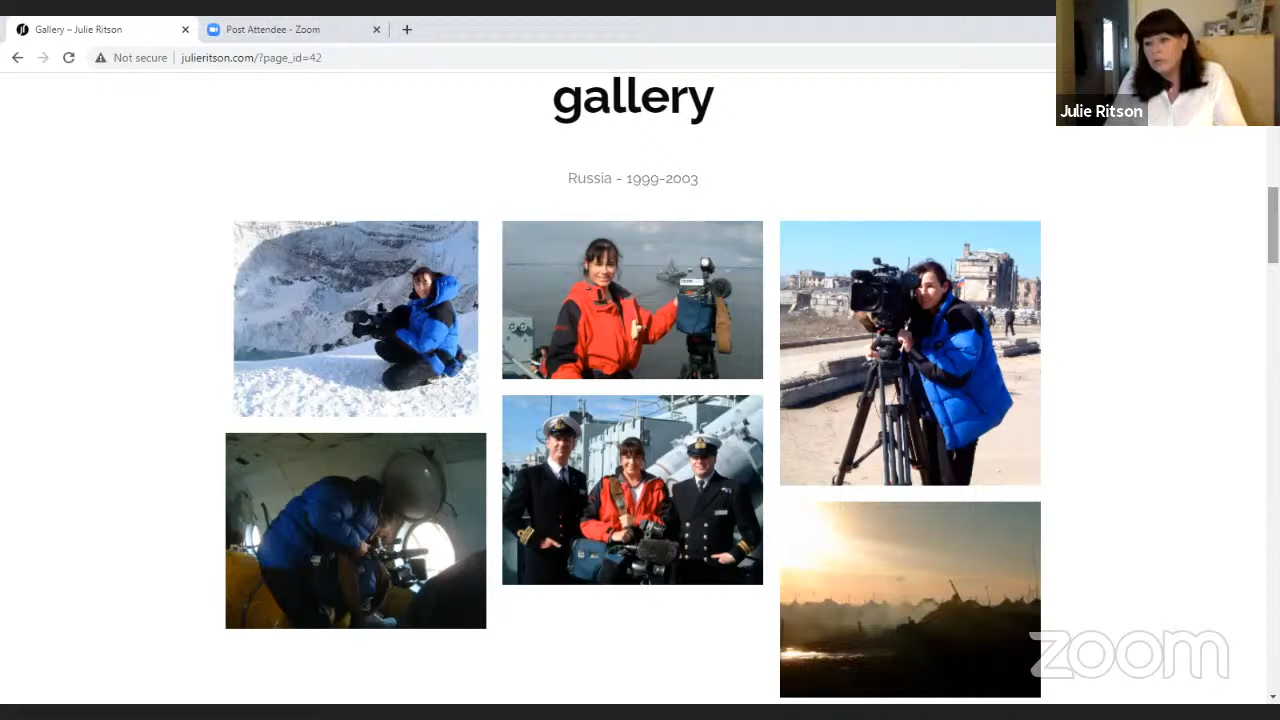 Gallery – Julie Ritson
Post Attendee - Zoom
Not secure
julieritson.com/?page_id=42
Julie Ritson
gallery
Russia - 1999-2003
zoom